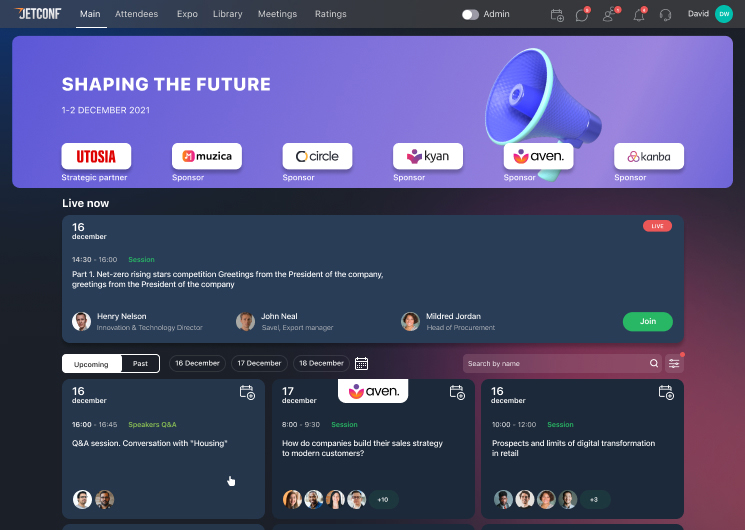 JETCONF Main Attendees Expo Library Meetings Ratings Admin David DW
SHAPING THE FUTURE
1-2 DECEMBER 2021
UTOSIA muzica circle kyan aven. kanba
Strategic partner Sponsor Sponsor Sponsor Sponsor Sponsor
Live now
16
december
LIVE
14:30 - 16:00 Session
Part 1. Net-zero rising stars competition Greetings from the President of the company,
greetings from the President of the company
Henry Nelson
Innovation & Technology Director
John Neal
Savel, Export manager
Mildred Jordan
Head of Procurement
Join
Upcoming Past 16 December 17 December 18 December Search by name
16
december
16:00 - 16:45 Speakers Q&A
Q&A session. Conversation with "Housing"
17
december
aven.
8:00 - 9:30 Session
How do companies build their sales strategy
to modern customers?
+10
16
december
10:00 - 12:00 Session
Prospects and limits of digital transformation
in retail
+3